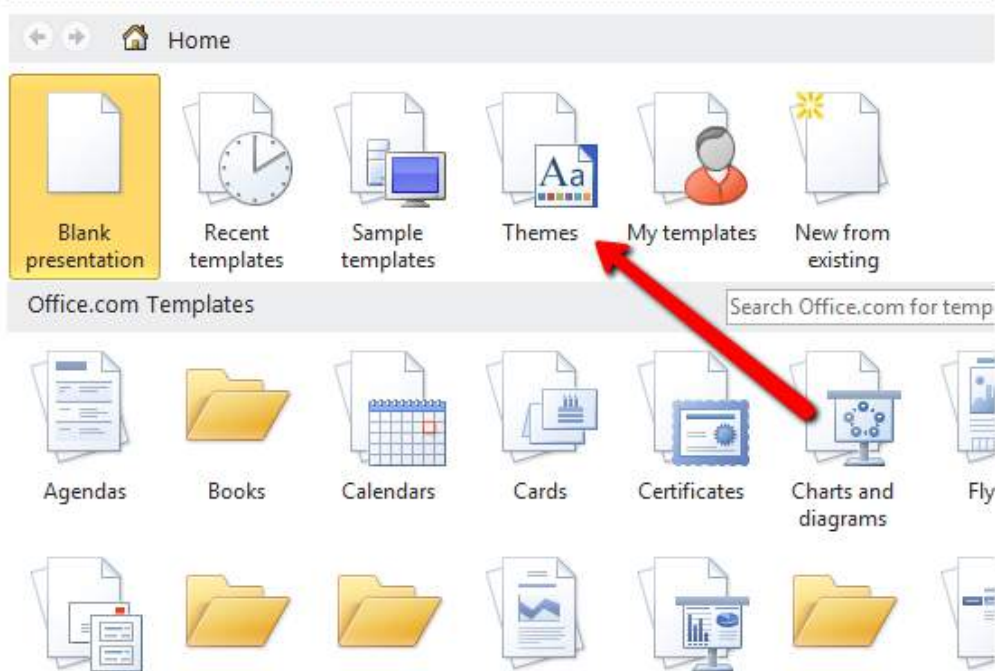 Home
Blank presentation
Recent templates
Sample templates
Aa
Themes
My templates
New from existing
Office.com Templates
Search Office.com for temp
Agendas
Books
Calendars
Cards
Certificates
Charts and diagrams
Fly